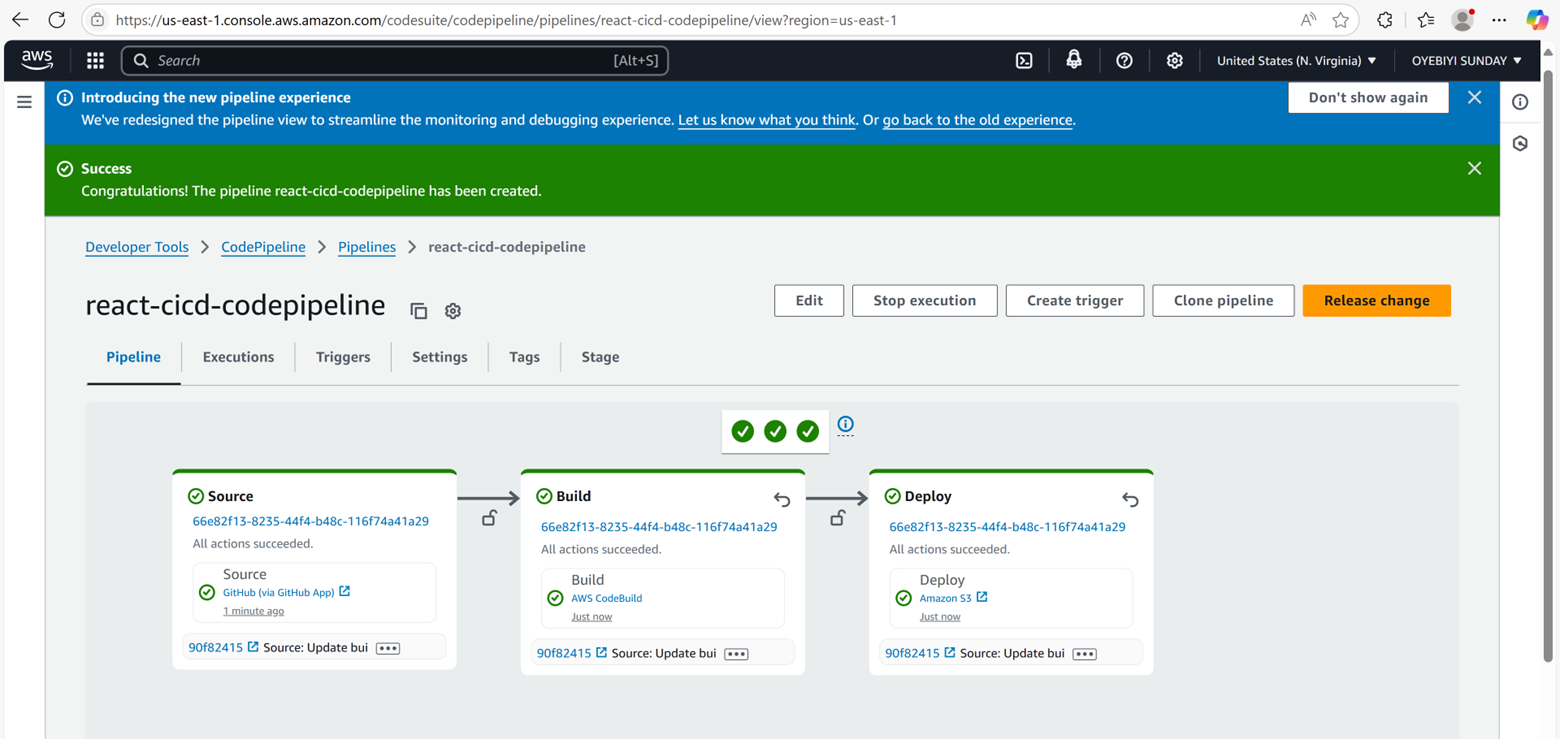 https://us-east-1.console.aws.amazon.com/codesuite/codepipeline/pipelines/react-cicd-codepipeline/view?region=us-east-1
aws
Search
[Alt+S]
United States (N. Virginia)
OYEBIYI SUNDAY
Introducing the new pipeline experience
We've redesigned the pipeline view to streamline the monitoring and debugging experience. Let us know what you think. Or go back to the old experience.
Don't show again
Success
Congratulations! The pipeline react-cicd-codepipeline has been created.
Developer Tools
CodePipeline
Pipelines
react-cicd-codepipeline
react-cicd-codepipeline
Edit
Stop execution
Create trigger
Clone pipeline
Release change
Pipeline
Executions
Triggers
Settings
Tags
Stage
Source
66e82f13-8235-44f4-b48c-116f74a41a29
All actions succeeded.
Source
GitHub (via GitHub App)
1 minute ago
90f82415 Source: Update bui
Build
66e82f13-8235-44f4-b48c-116f74a41a29
All actions succeeded.
Build
AWS CodeBuild
Just now
90f82415 Source: Update bui
Deploy
66e82f13-8235-44f4-b48c-116f74a41a29
All actions succeeded.
Deploy
Amazon S3
Just now
90f82415 Source: Update bui